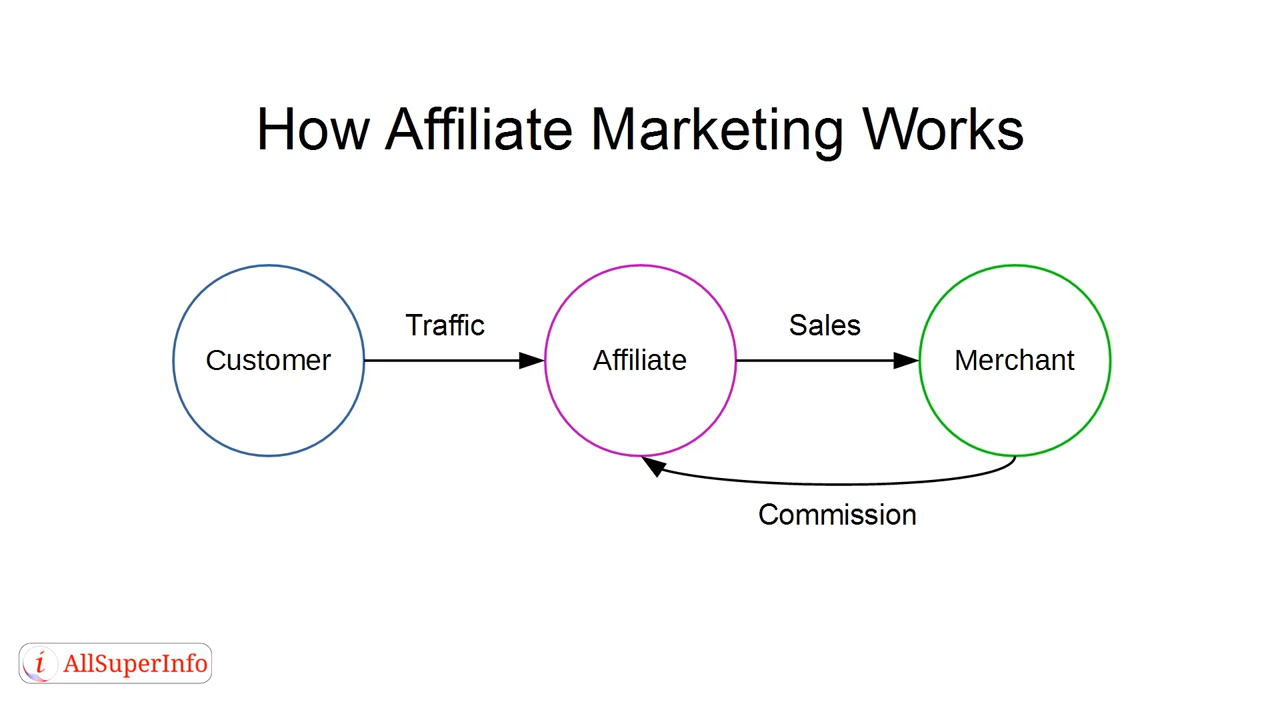 How Affiliate Marketing Works
Traffic
Sales
Customer
Affiliate
Merchant
Commission
i AllSuperInfo